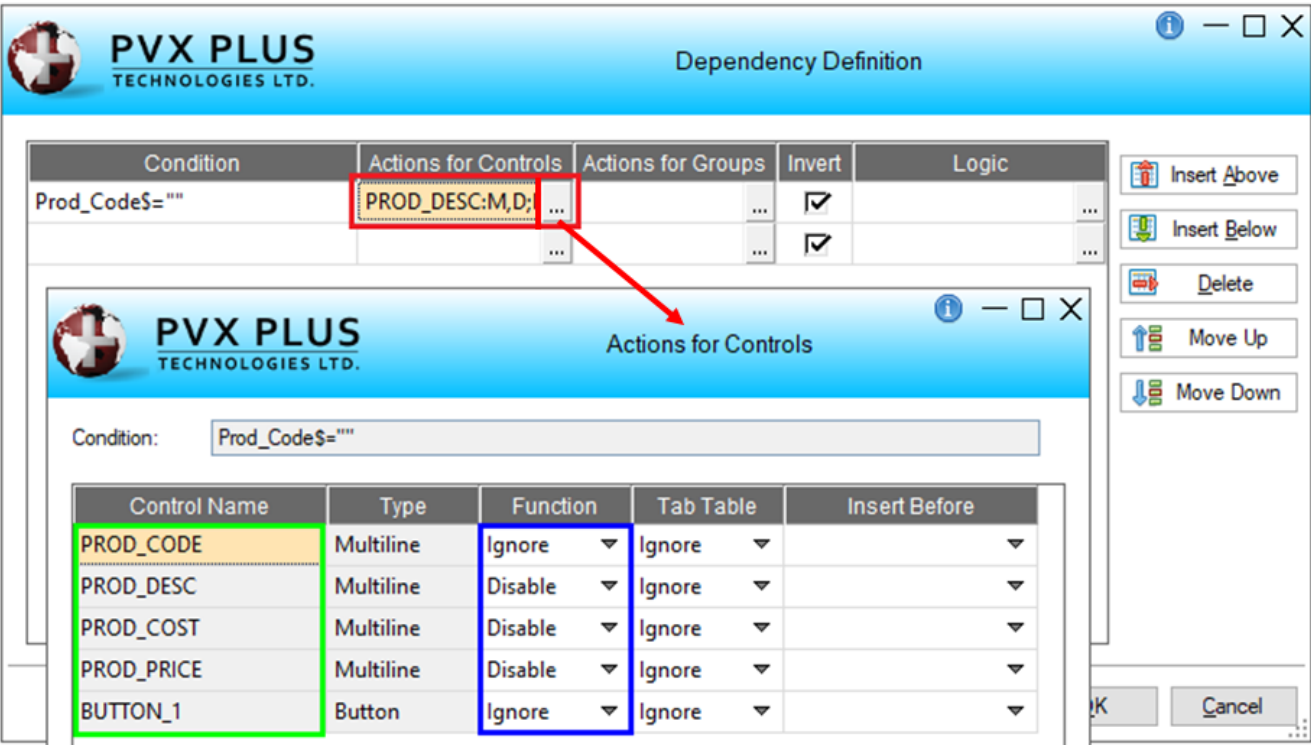 PVX PLUS
TECHNOLOGIES LTD.
Dependency Definition
Condition Actions for Controls Actions for Groups Invert Logic
Prod_Code$="" PROD_DESC:M,D; ... ... ...
... ... ...
Insert Above
Insert Below
Delete
Move Up
Move Down
PVX PLUS
TECHNOLOGIES LTD.
Actions for Controls
Condition: Prod_Code$=""
Control Name Type Function Tab Table Insert Before
PROD_CODE Multiline Ignore Ignore
PROD_DESC Multiline Disable Ignore
PROD_COST Multiline Disable Ignore
PROD_PRICE Multiline Disable Ignore
BUTTON_1 Button Ignore Ignore
Cancel